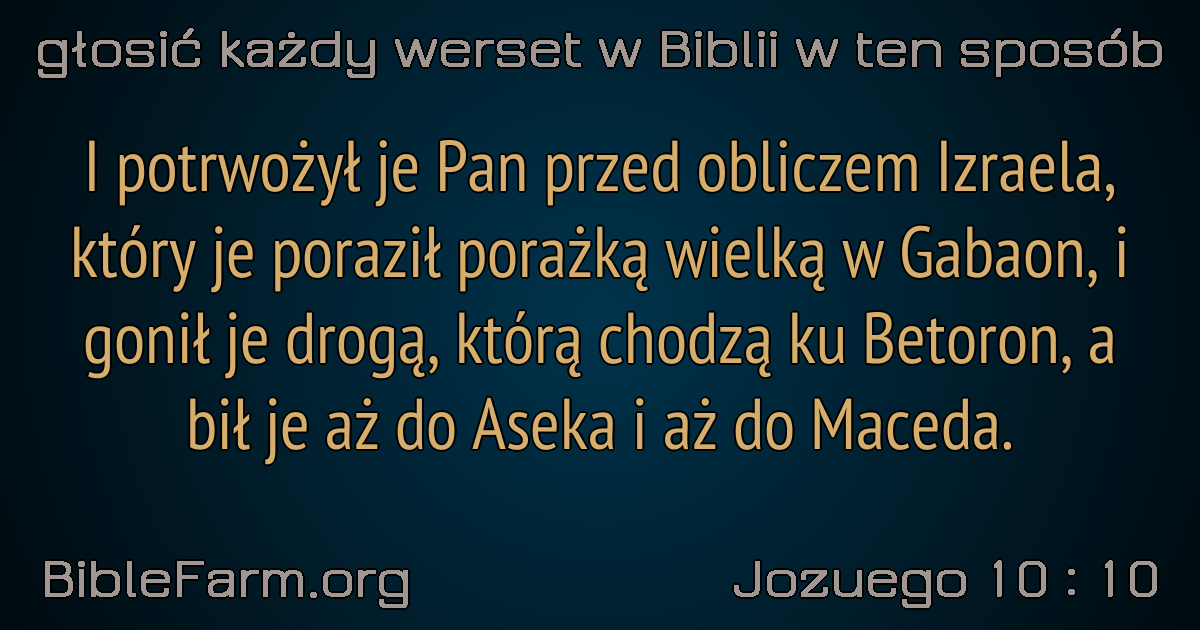 głosić każdy werset w Biblii w ten sposób
I potrwożył je Pan przed obliczem Izraela,
który je poraził porażką wielką w Gabaon, i
gonił je drogą, którą chodzą ku Betoron, a
bił je aż do Aseka i aż do Maceda.
BibleFarm.org
Jozuego 10 : 10